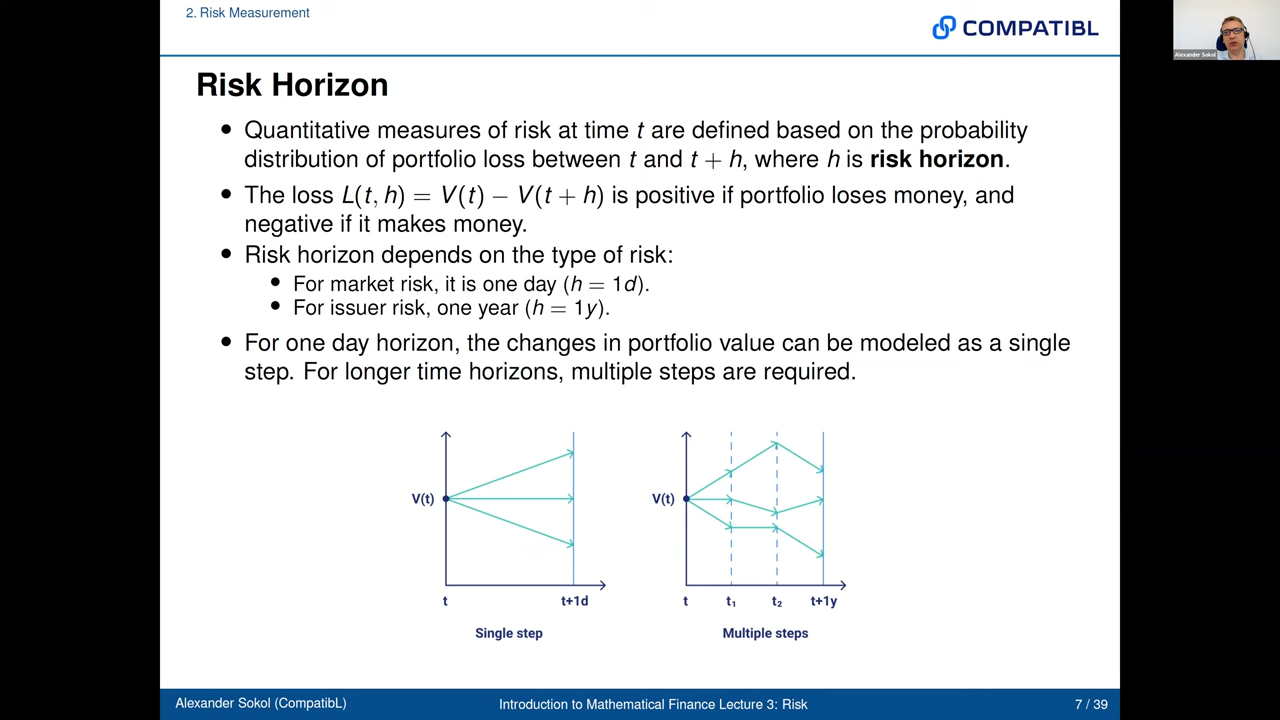 2. Risk Measurement
COMPATIBL
Alexander Sokol
Risk Horizon
• Quantitative measures of risk at time t are defined based on the probability
distribution of portfolio loss between t and t + h, where h is risk horizon.
• The loss L(t, h) = V(t) − V(t + h) is positive if portfolio loses money, and
negative if it makes money.
• Risk horizon depends on the type of risk:
• For market risk, it is one day (h = 1d).
• For issuer risk, one year (h = 1y).
• For one day horizon, the changes in portfolio value can be modeled as a single
step. For longer time horizons, multiple steps are required.
V(t)
t
t+1d
Single step
V(t)
t
t₁
t₂
t+1y
Multiple steps
Alexander Sokol (CompatibL)
Introduction to Mathematical Finance Lecture 3: Risk
7 / 39